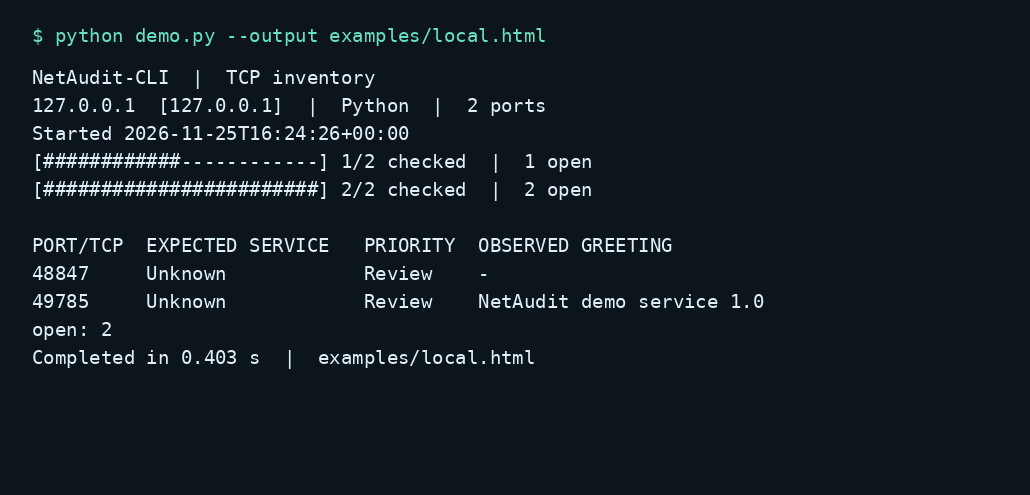 $ python demo.py --output examples/local.html
NetAudit-CLI  |  TCP inventory
127.0.0.1  [127.0.0.1]  |  Python  |  2 ports
Started 2026-11-25T16:24:26+00:00
[############------------] 1/2 checked  |  1 open
[########################] 2/2 checked  |  2 open
PORT/TCP  EXPECTED SERVICE   PRIORITY  OBSERVED GREETING
48847     Unknown            Review    -
49785     Unknown            Review    NetAudit demo service 1.0
open: 2
Completed in 0.403 s  |  examples/local.html